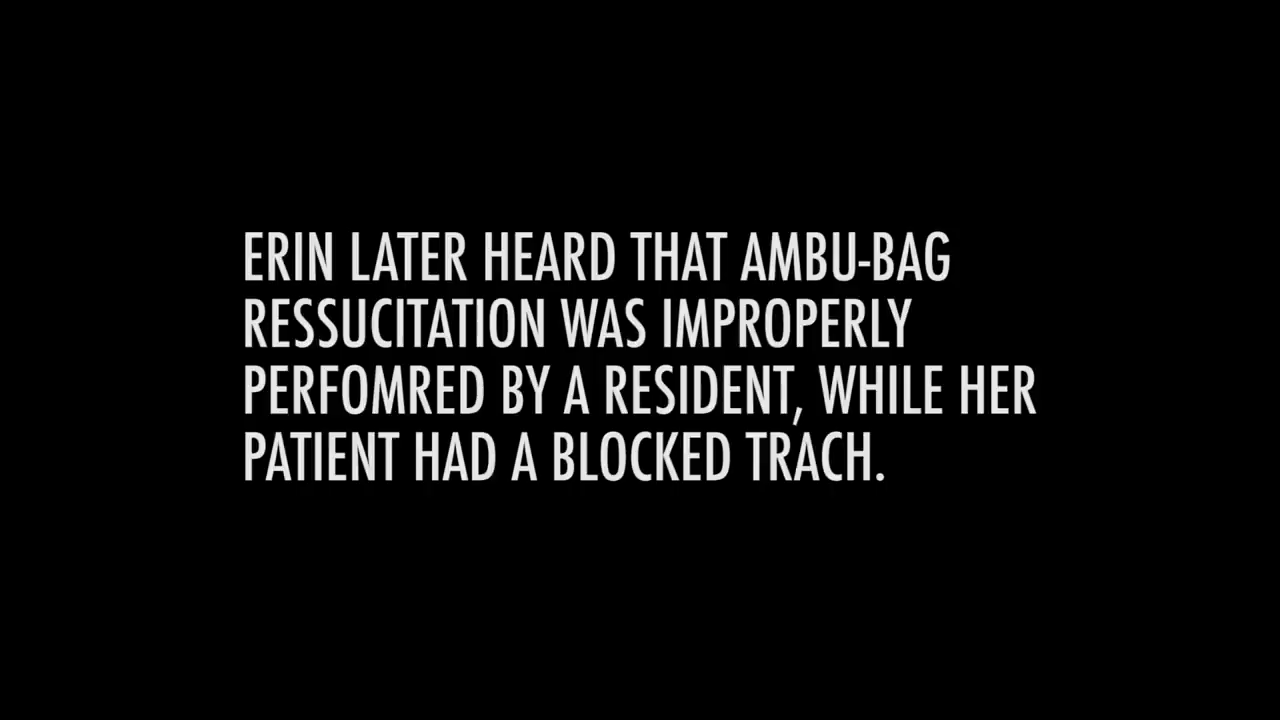 ERIN LATER HEARD THAT AMBU-BAG
RESSUCITATION WAS IMPROPERLY
PERFOMRED BY A RESIDENT, WHILE HER
PATIENT HAD A BLOCKED TRACH.